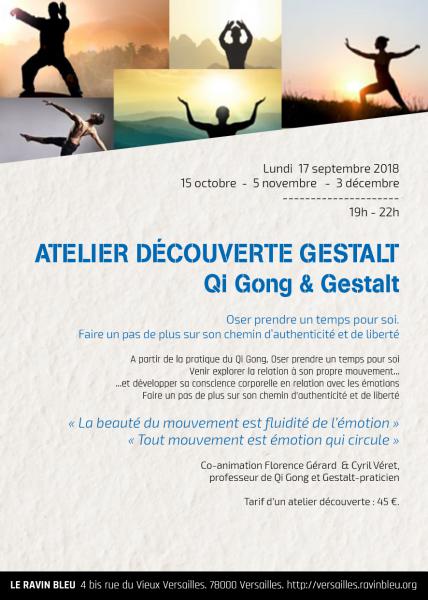 Lundi 17 septembre 2018
15 octobre - 5 novembre - 3 décembre
---------------------
19h - 22h
ATELIER DÉCOUVERTE GESTALT
Qi Gong & Gestalt
Oser prendre un temps pour soi.
Faire un pas de plus sur son chemin d'authenticité et de liberté
A partir de la pratique du Qi Gong, Oser prendre un temps pour soi
Venir explorer la relation à son propre mouvement...
...et développer sa conscience corporelle en relation avec les émotions
Faire un pas de plus sur son chemin d'authenticité et de liberté
« La beauté du mouvement est fluidité de l'émotion »
« Tout mouvement est émotion qui circule »
Co-animation Florence Gérard & Cyril Véret,
professeur de Qi Gong et Gestalt-praticien
Tarif d'un atelier découverte : 45 €.
LE RAVIN BLEU 4 bis rue du Vieux Versailles. 78000 Versailles. http://versailles.ravinbleu.org